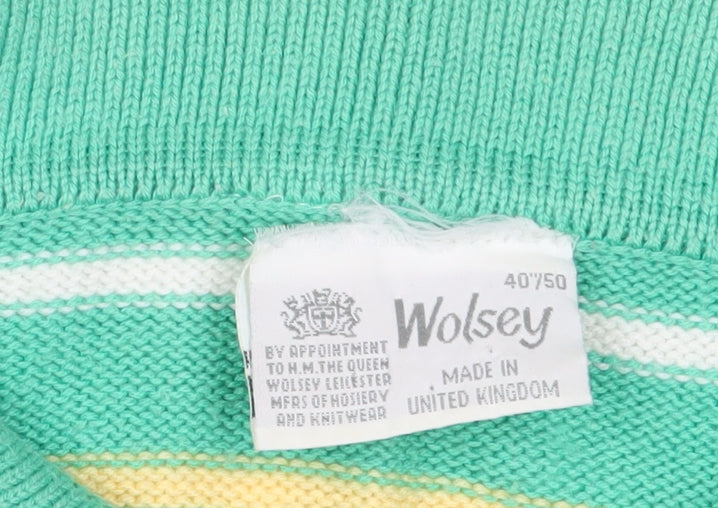 40"/50
Wolsey
BY APPOINTMENT
TO H.M. THE QUEEN
WOLSEY LEICESTER
MFRS OF HOSIERY
AND KNITWEAR
MADE IN
UNITED KINGDOM